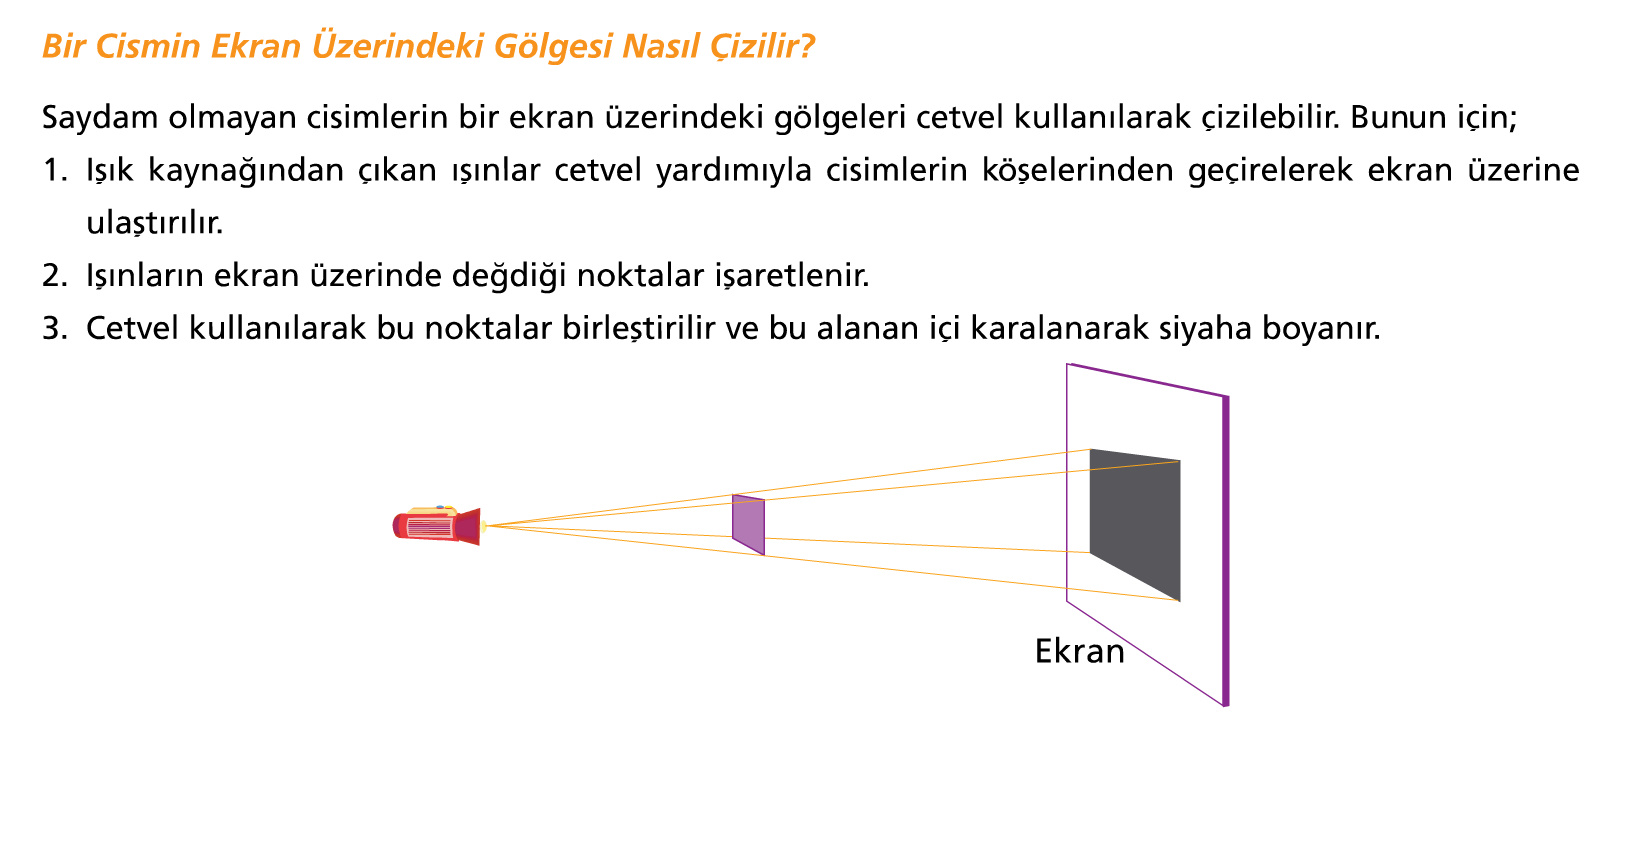 Bir Cismin Ekran Üzerindeki Gölgesi Nasıl Çizilir?
Saydam olmayan cisimlerin bir ekran üzerindeki gölgeleri cetvel kullanılarak çizilebilir. Bunun için;
1. Işık kaynağından çıkan ışınlar cetvel yardımıyla cisimlerin köşelerinden geçirelerek ekran üzerine
ulaştırılır.
2. Işınların ekran üzerinde değdiği noktalar işaretlenir.
3. Cetvel kullanılarak bu noktalar birleştirilir ve bu alanan içi karalanarak siyaha boyanır.
Ekran